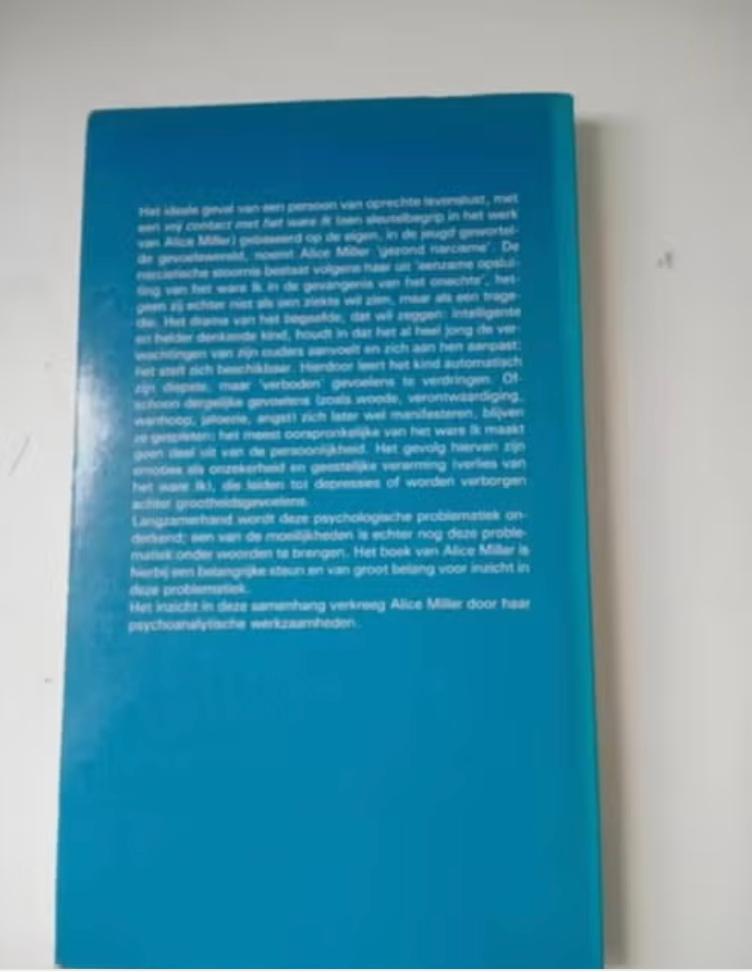 Het ideale geval van een persoon van oprechte levenslust, met
een vrij contact met het ware ik (een sleutelbegrip in het werk
van Alice Miller) gebaseerd op de eigen, in de jeugd gewortel-
de gevoelswereld, noemt Alice Miller 'gezond narcisme'. De
narcistische stoornis bestaat volgens haar uit 'eenzame opslui-
ting van het ware ik in de gevangenis van het onechte', het-
geen zij echter niet als een ziekte wil zien, maar als een trage-
die. Het drama van het begaafde, dat wil zeggen: intelligente
en helder denkende kind, houdt in dat het al heel jong de ver-
wachtingen van zijn ouders aanvoelt en zich aan hen aanpast:
het stelt zich beschikbaar. Hierdoor leert het kind automatisch
zijn diepste, maar 'verboden' gevoelens te verdringen. Of-
schoon dergelijke gevoelens (zoals woede, verontwaardiging,
wanhoop, jaloezie, angst) zich later wel manifesteren, blijven
ze gespleten: het meest oorspronkelijke van het ware ik maakt
geen deel uit van de persoonlijkheid. Het gevolg hiervan zijn
emoties als onzekerheid en geestelijke verarming (verlies van
het ware ik), die leiden tot depressies of worden verborgen
achter grootheidsgevoelens.
Langzamerhand wordt deze psychologische problematiek on-
derkend; een van de moeilijkheden is echter nog deze proble-
matiek onder woorden te brengen. Het boek van Alice Miller is
hierbij een belangrijke steun en van groot belang voor inzicht in
deze problematiek.
Het inzicht in deze samenhang verkreeg Alice Miller door haar
psychoanalytische werkzaamheden.